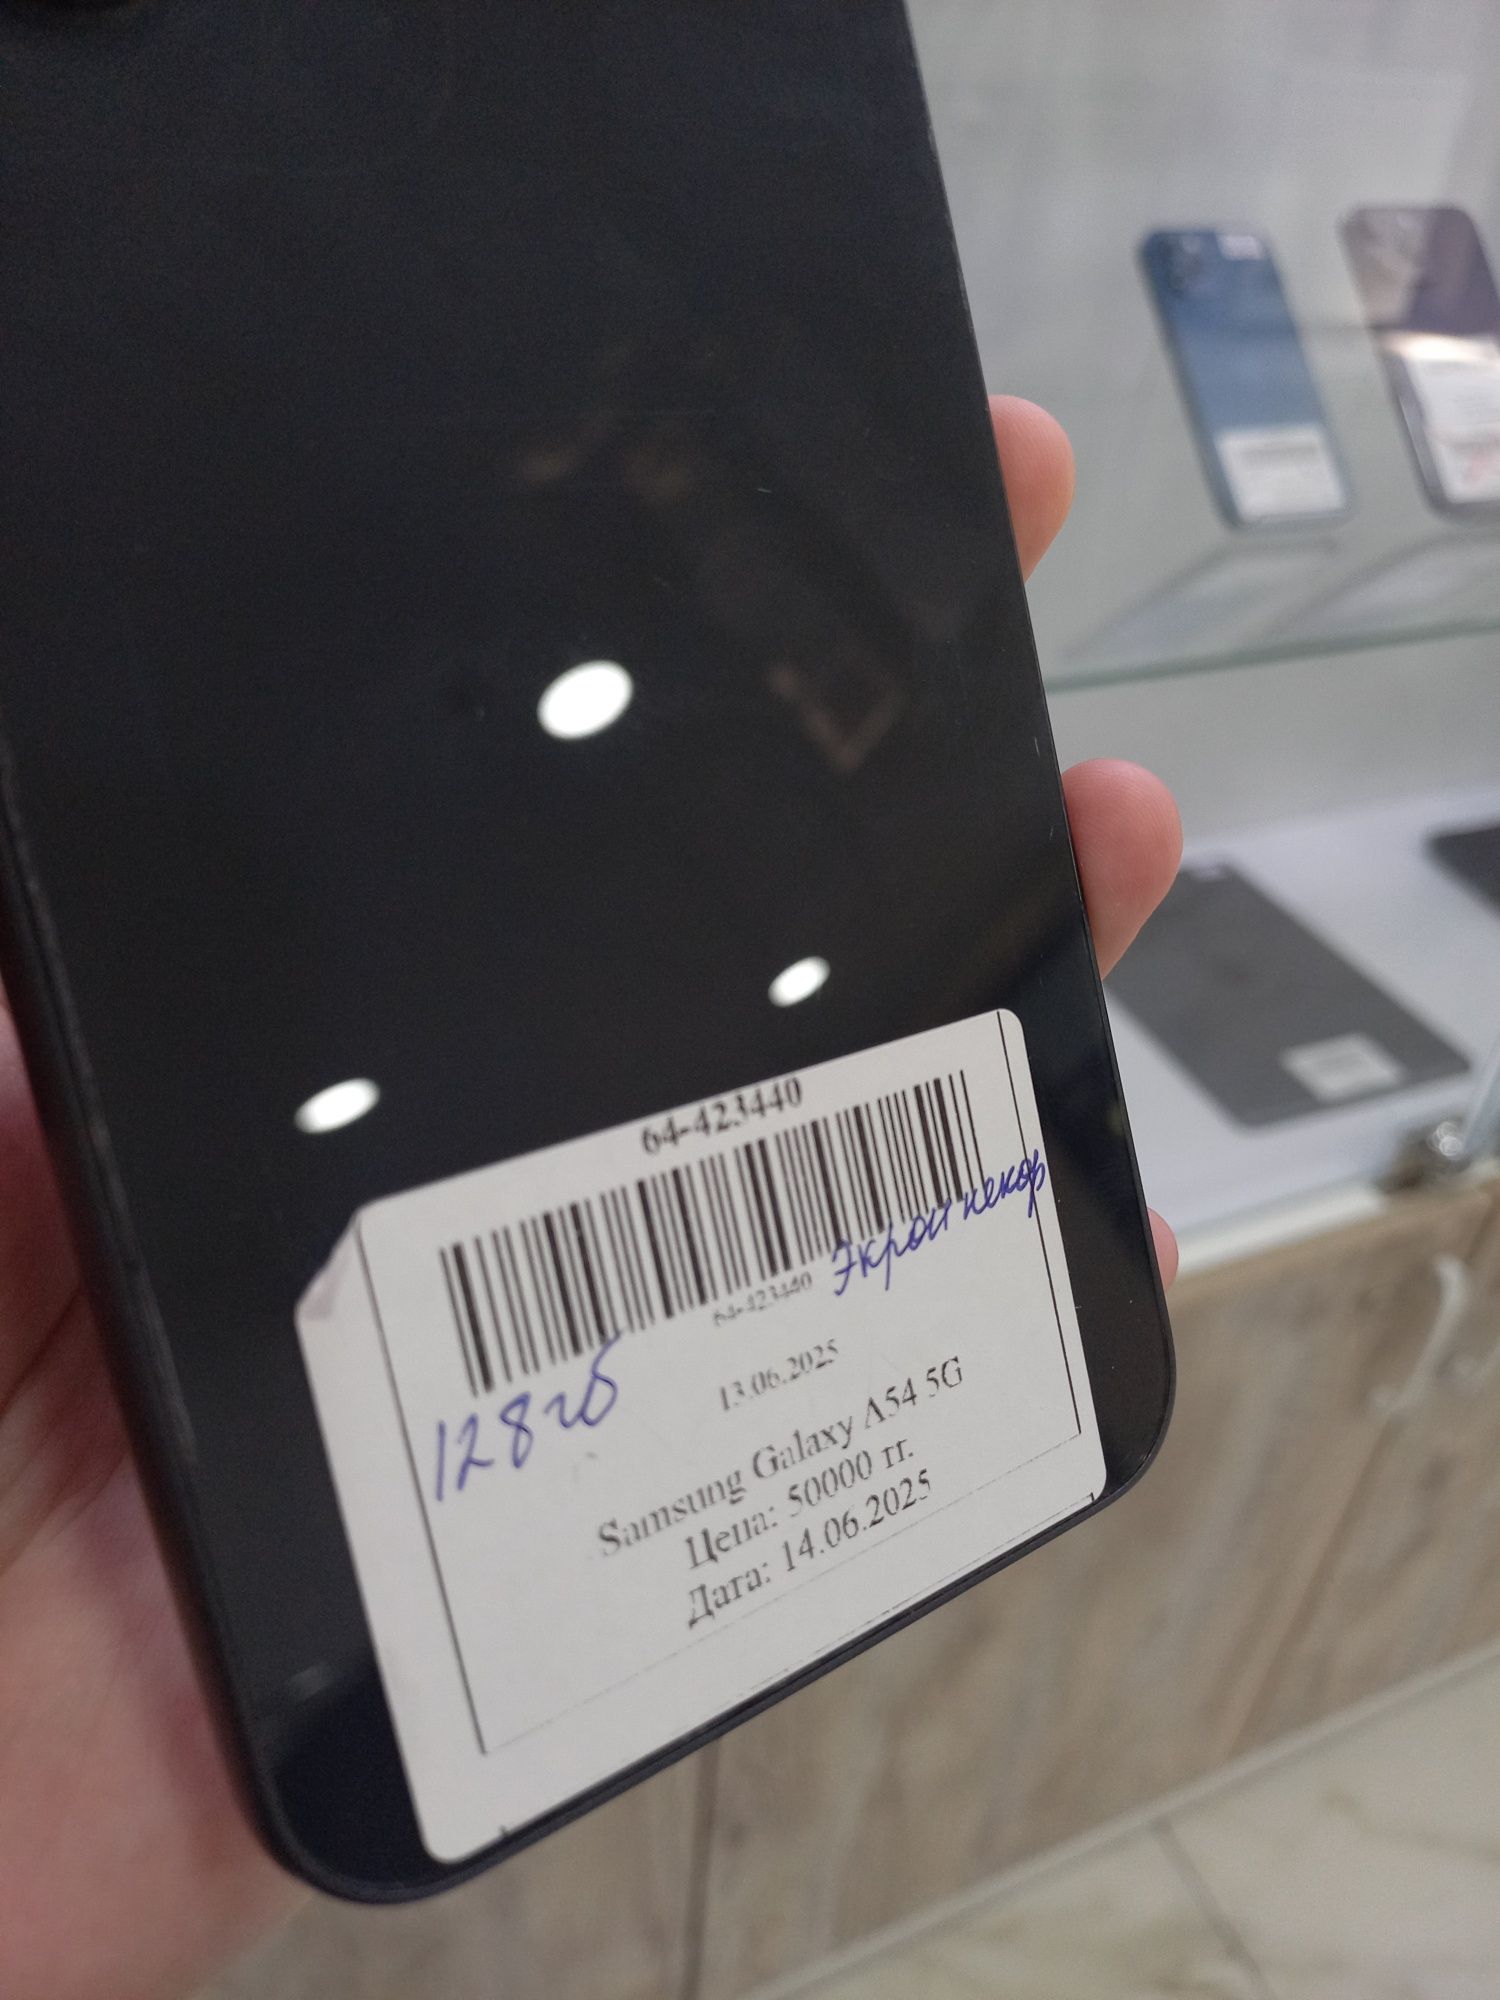 64-423440
Экран некор
64-423440
128гб
13.06.2025
Samsung Galaxy A54 5G
Цена: 50000 тг.
Дата: 14.06.2025